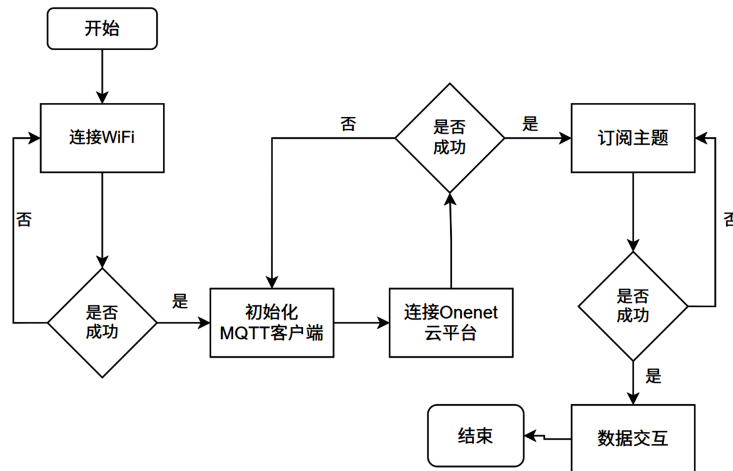 开始
连接WiFi
否
是否
成功
是
初始化
MQTT客户端
连接Onenet
云平台
否
是否
成功
是
订阅主题
否
是否
成功
是
数据交互
结束